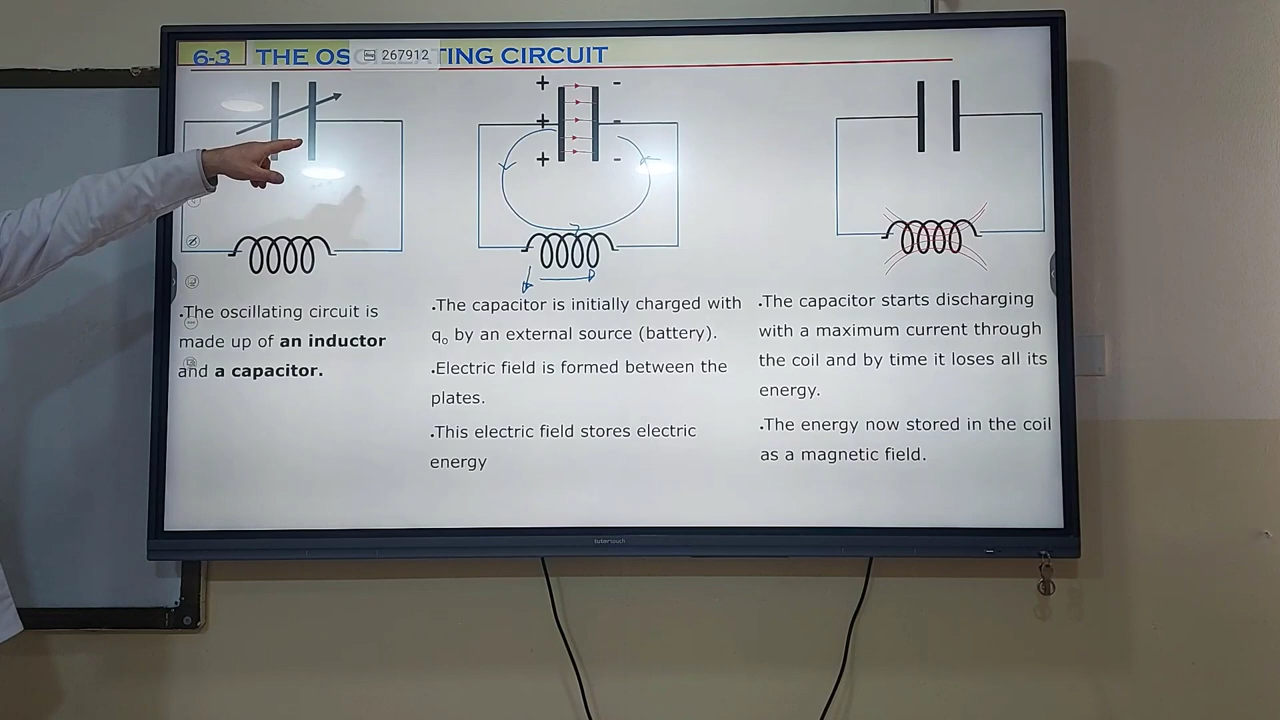 6-3 THE OS TING CIRCUIT
267912
+ -
+
+ -
.The oscillating circuit is
made up of an inductor
and a capacitor.
.The capacitor is initially charged with
qo by an external source (battery).
.Electric field is formed between the
plates.
.This electric field stores electric
energy
.The capacitor starts discharging
with a maximum current through
the coil and by time it loses all its
energy.
.The energy now stored in the coil
as a magnetic field.
tutortouch